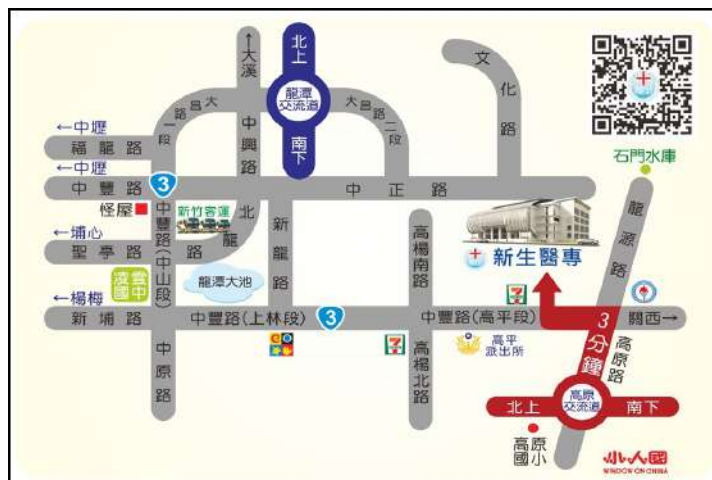 ←大溪
北上
龍潭
交流道
南下
文化路
大昌路一段
大昌路二段
←中壢
福龍路
←中壢
中豐路
3
中興路
中正路
石門水庫
怪屋
新竹客運
北龍路
新龍路
中豐路(中山段)
←埔心
聖亭路
凌雲
國中
龍潭大池
高楊南路
新生醫專
龍源路
←楊梅
新埔路
中豐路(上林段)
3
中豐路(高平段)
7
ELEVEN
關西→
3分鐘
高原路
中原路
7
ELEVEN
高平
派出所
高楊北路
北上
高原
交流道
南下
高原
國小
小人國
WINDOW ON CHINA